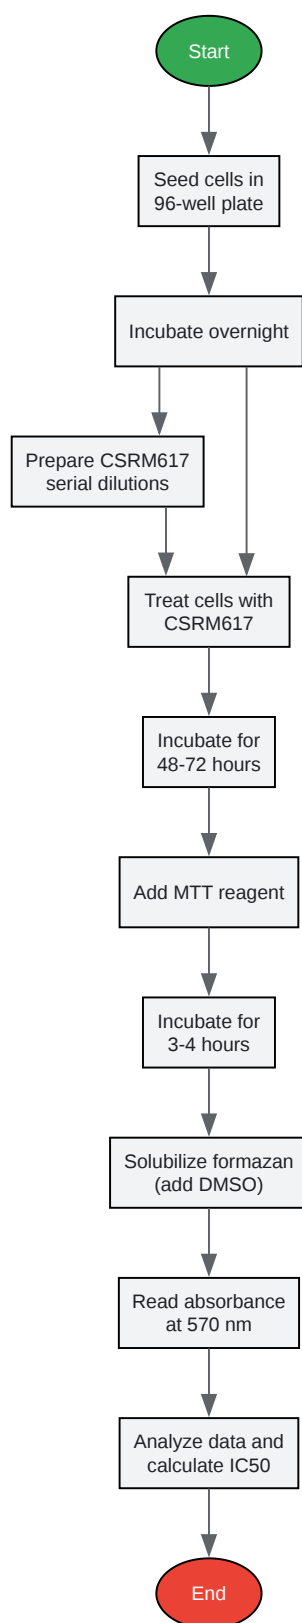 Start
Seed cells in
96-well plate
Incubate overnight
Prepare CSRM617
serial dilutions
Treat cells with
CSRM617
Incubate for
48-72 hours
Add MTT reagent
Incubate for
3-4 hours
Solubilize formazan
(add DMSO)
Read absorbance
at 570 nm
Analyze data and
calculate IC50
End